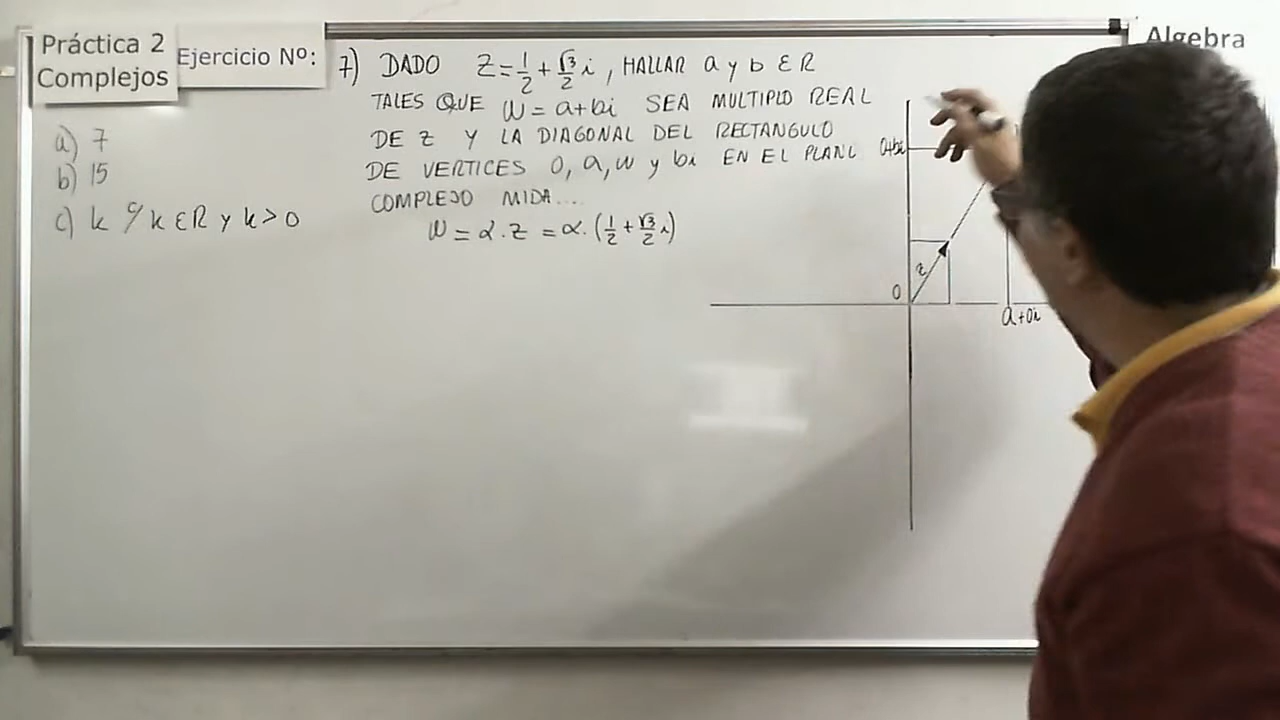 Práctica 2
Complejos
Ejercicio Nº:
Algebra
7) DADO Z = 1/2 + √3/2 i , HALLAR a y b ∈ R
TALES QUE W = a+bi SEA MULTIPLO REAL
DE Z Y LA DIAGONAL DEL RECTANGULO
DE VERTICES 0, a, w y bi EN EL PLANO
COMPLEJO MIDA....
W = α . Z = α . (1/2 + √3/2 i)
a) 7
b) 15
c) k c/k ∈ R y k > 0
0+bi
z
0
a+0i